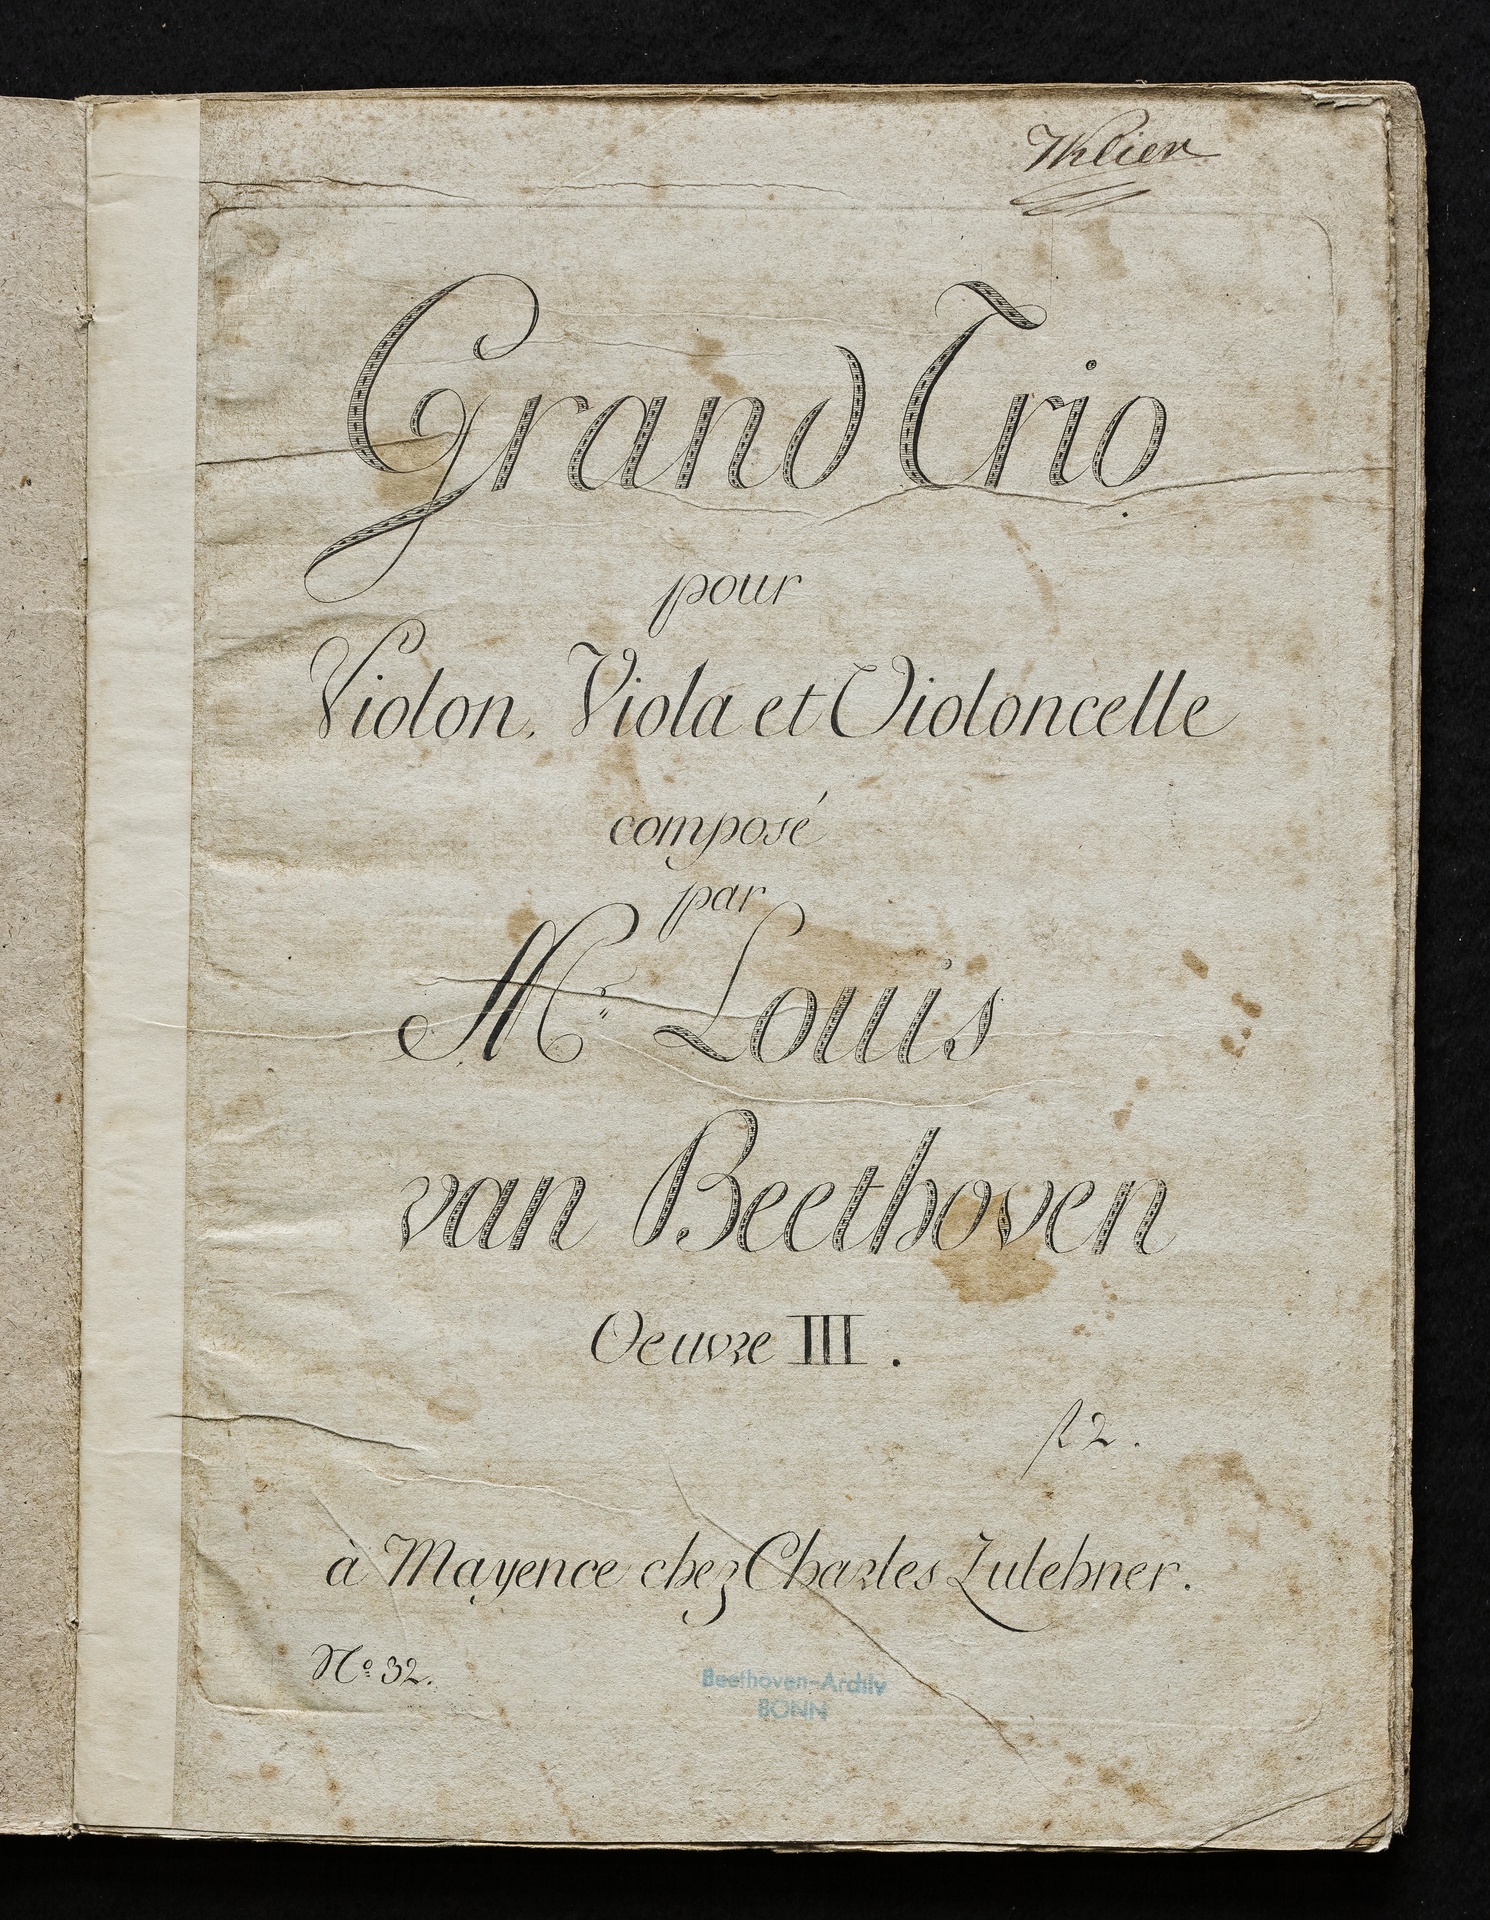 Grand Trio
pour
Violon, Viola et Violoncelle
composé
par
Mr. Louis
van Beethoven
Oeuvre III.
f 2.
à Mayence chez Charles Zulehner.
No. 32.
Beethoven-Archiv
BONN